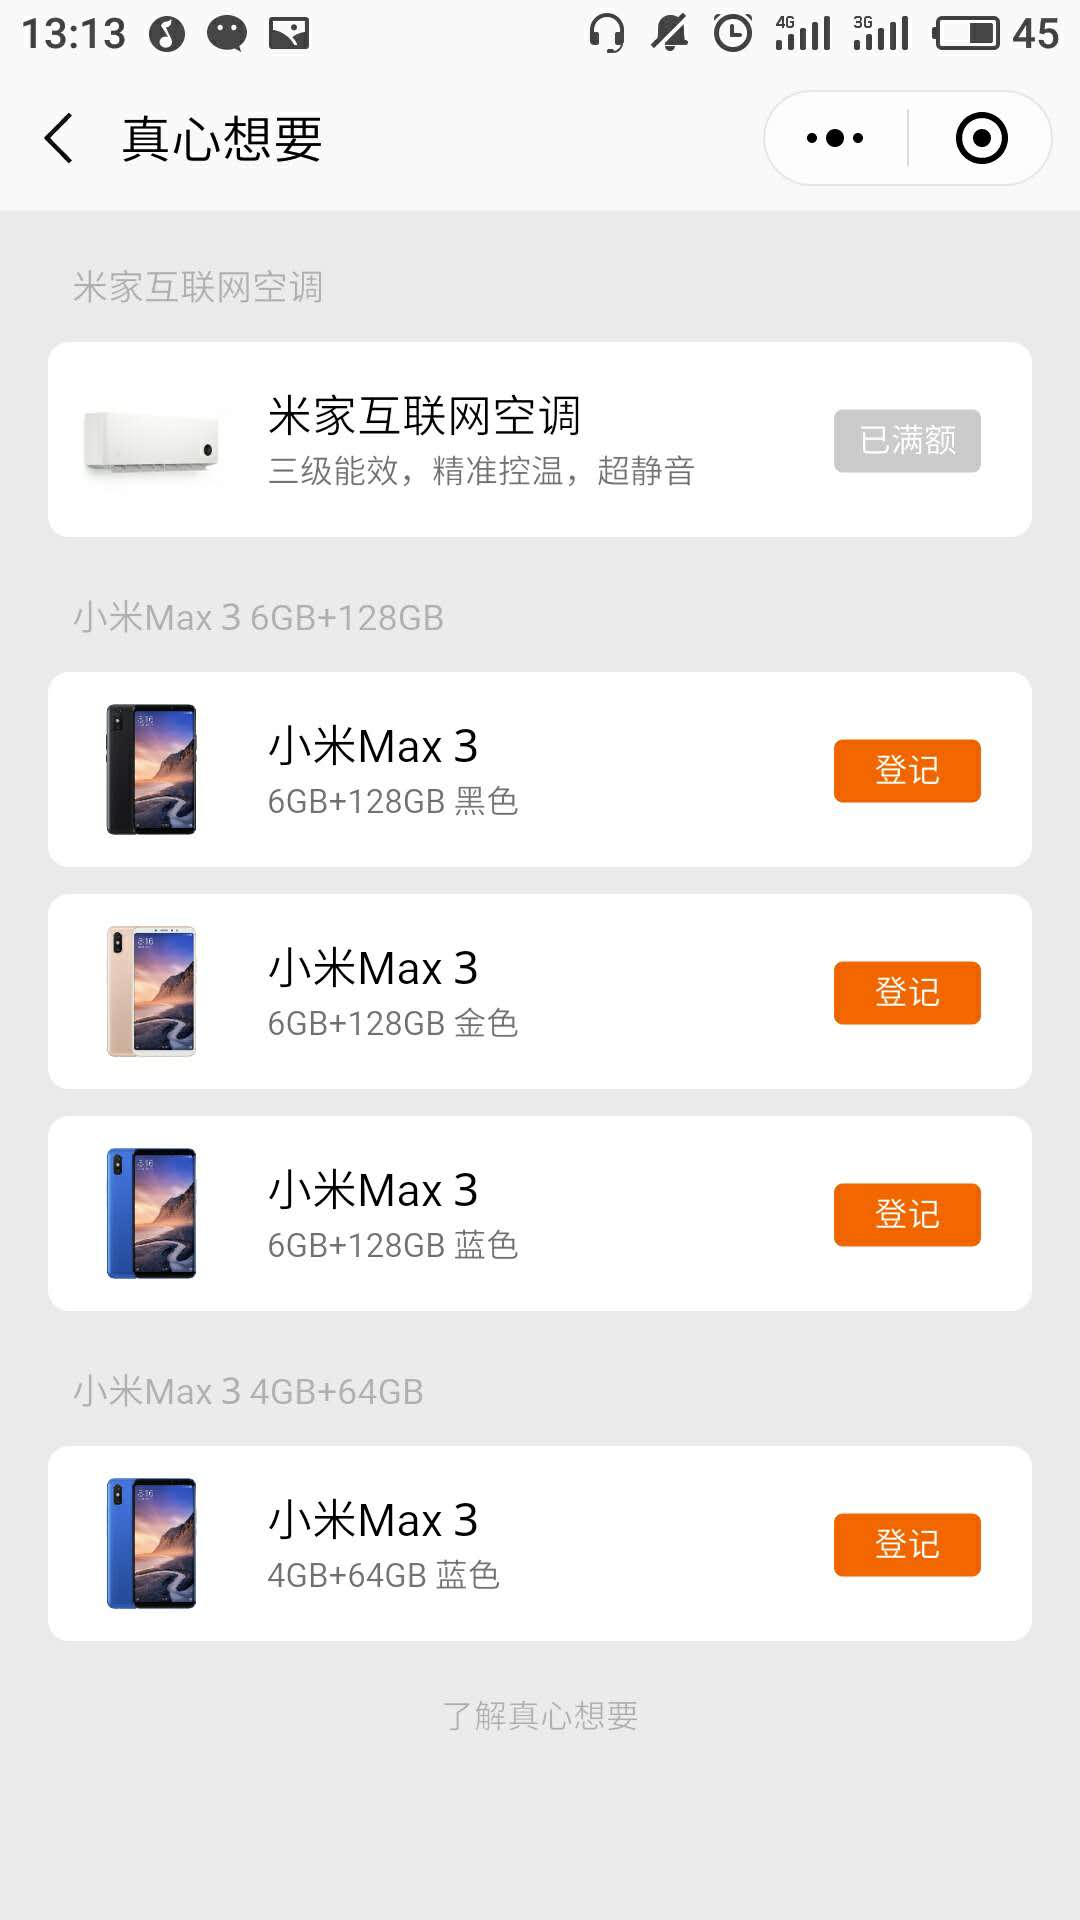 13:13 4G 3G 45
真心想要
米家互联网空调
米家互联网空调
三级能效，精准控温，超静音
已满额
小米Max 3 6GB+128GB
小米Max 3
6GB+128GB 黑色
登记
小米Max 3
6GB+128GB 金色
登记
小米Max 3
6GB+128GB 蓝色
登记
小米Max 3 4GB+64GB
小米Max 3
4GB+64GB 蓝色
登记
了解真心想要